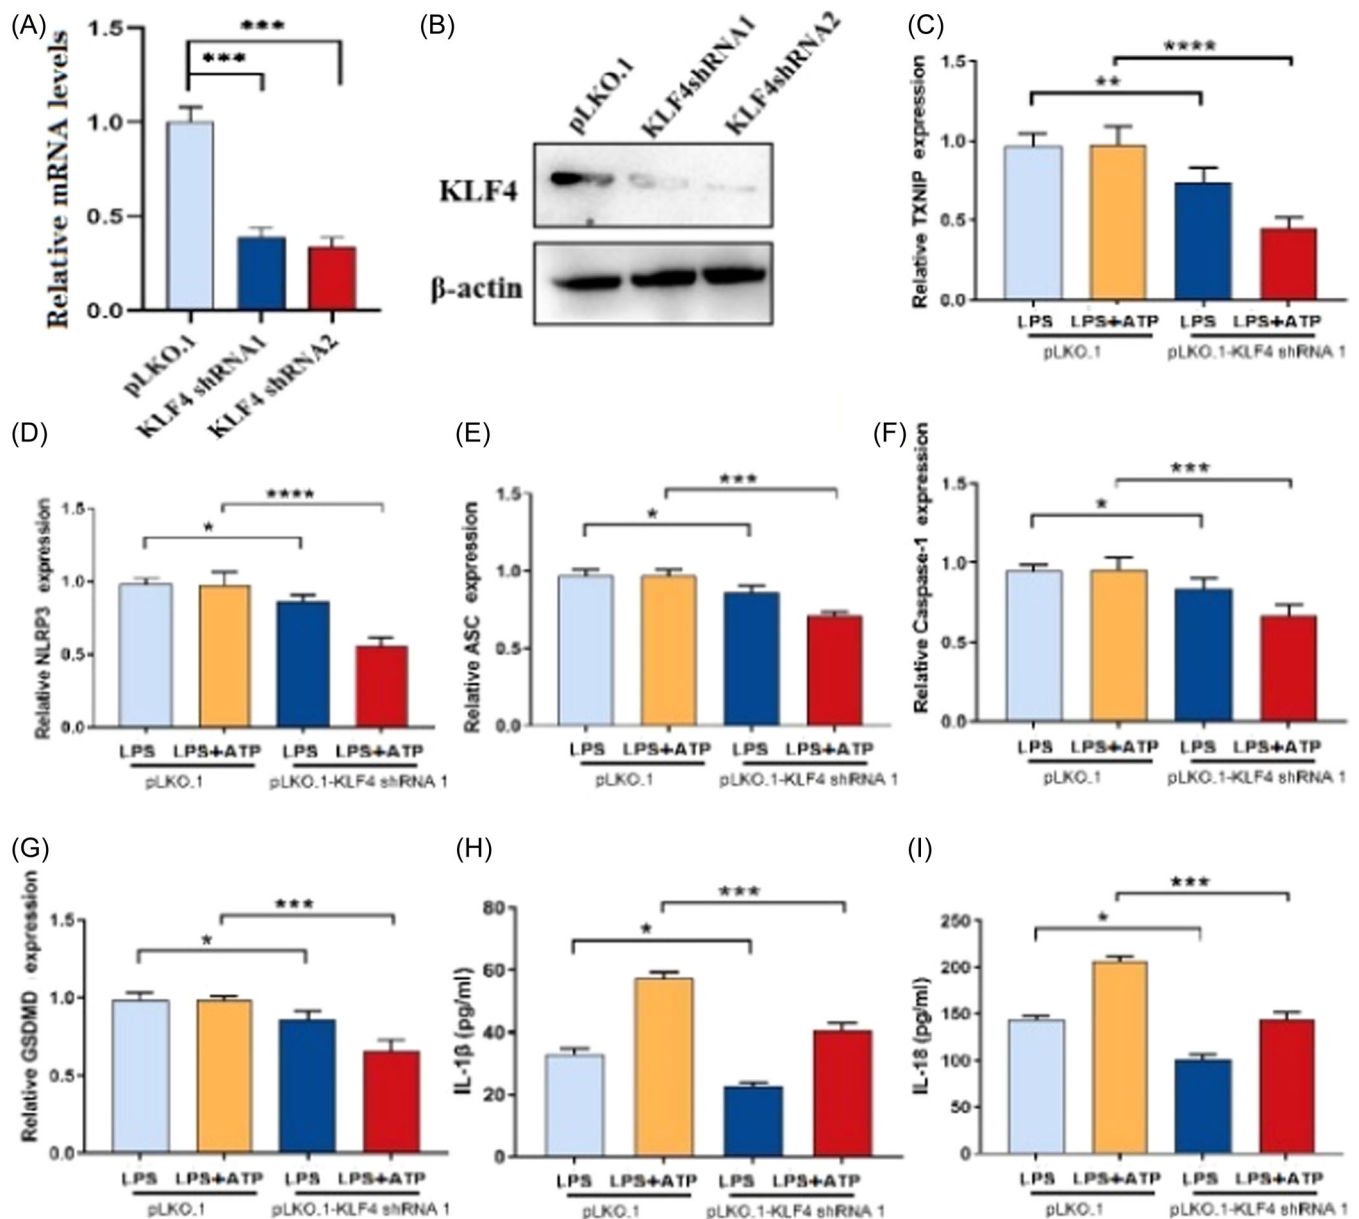 (A)
Relative mRNA levels
1.5
1.0
0.5
0.0
***
***
pLKO.1
KLF4 shRNA1
KLF4 shRNA2
(B)
pLKO.1
KLF4shRNA1
KLF4shRNA2
KLF4
β-actin
(C)
Relative TXNIP expression
1.5
1.0
0.5
0.0
**
****
LPS LPS+ATP LPS LPS+ATP
pLKO.1 pLKO.1-KLF4 shRNA 1
(D)
Relative NLRP3 expression
1.5
1.0
0.5
0.0
*
****
LPS LPS+ATP LPS LPS+ATP
pLKO.1 pLKO.1-KLF4 shRNA 1
(E)
Relative ASC expression
1.5
1.0
0.5
0.0
*
***
LPS LPS+ATP LPS LPS+ATP
pLKO.1 pLKO.1-KLF4 shRNA 1
(F)
Relative Caspase-1 expression
1.5
1.0
0.5
0.0
*
***
LPS LPS+ATP LPS LPS+ATP
pLKO.1 pLKO.1-KLF4 shRNA 1
(G)
Relative GSDMD expression
1.5
1.0
0.5
0.0
*
***
LPS LPS+ATP LPS LPS+ATP
pLKO.1 pLKO.1-KLF4 shRNA 1
(H)
IL-1β (pg/ml)
80
60
40
20
0
*
***
LPS LPS+ATP LPS LPS+ATP
pLKO.1 pLKO.1-KLF4 shRNA 1
(I)
IL-18 (pg/ml)
250
200
150
100
50
0
*
***
LPS LPS+ATP LPS LPS+ATP
pLKO.1 pLKO.1-KLF4 shRNA 1